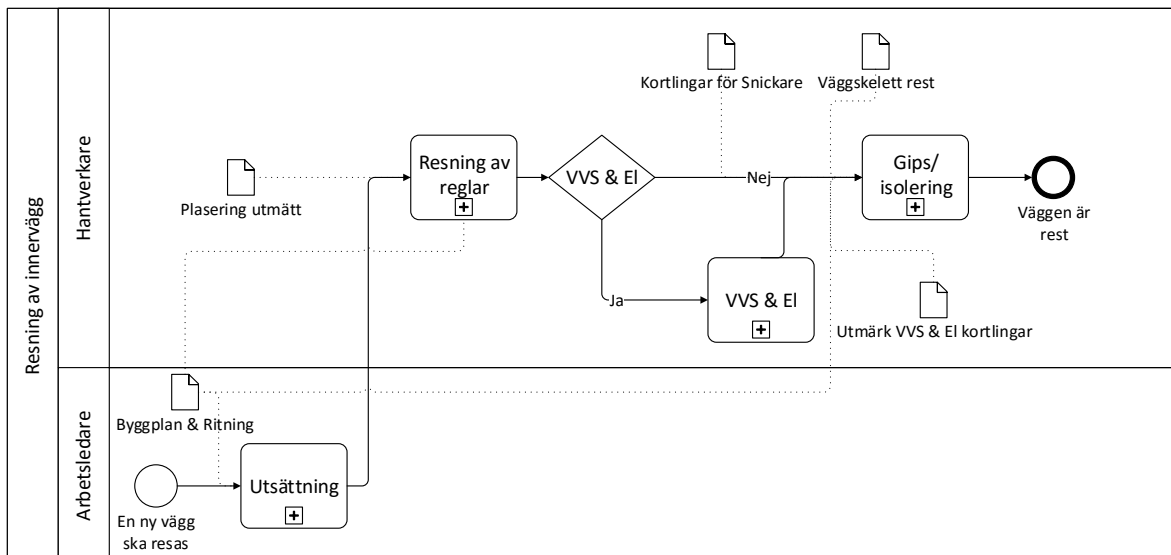 Resning av innervägg
Hantverkare
Kortlingar för Snickare
Väggskelett rest
Resning av
reglar
VVS & El
Nej
Gips/
isolering
Plasering utmätt
Väggen är
rest
Ja
VVS & El
Utmärk VVS & El kortlingar
Arbetsledare
Byggplan & Ritning
Utsättning
En ny vägg
ska resas